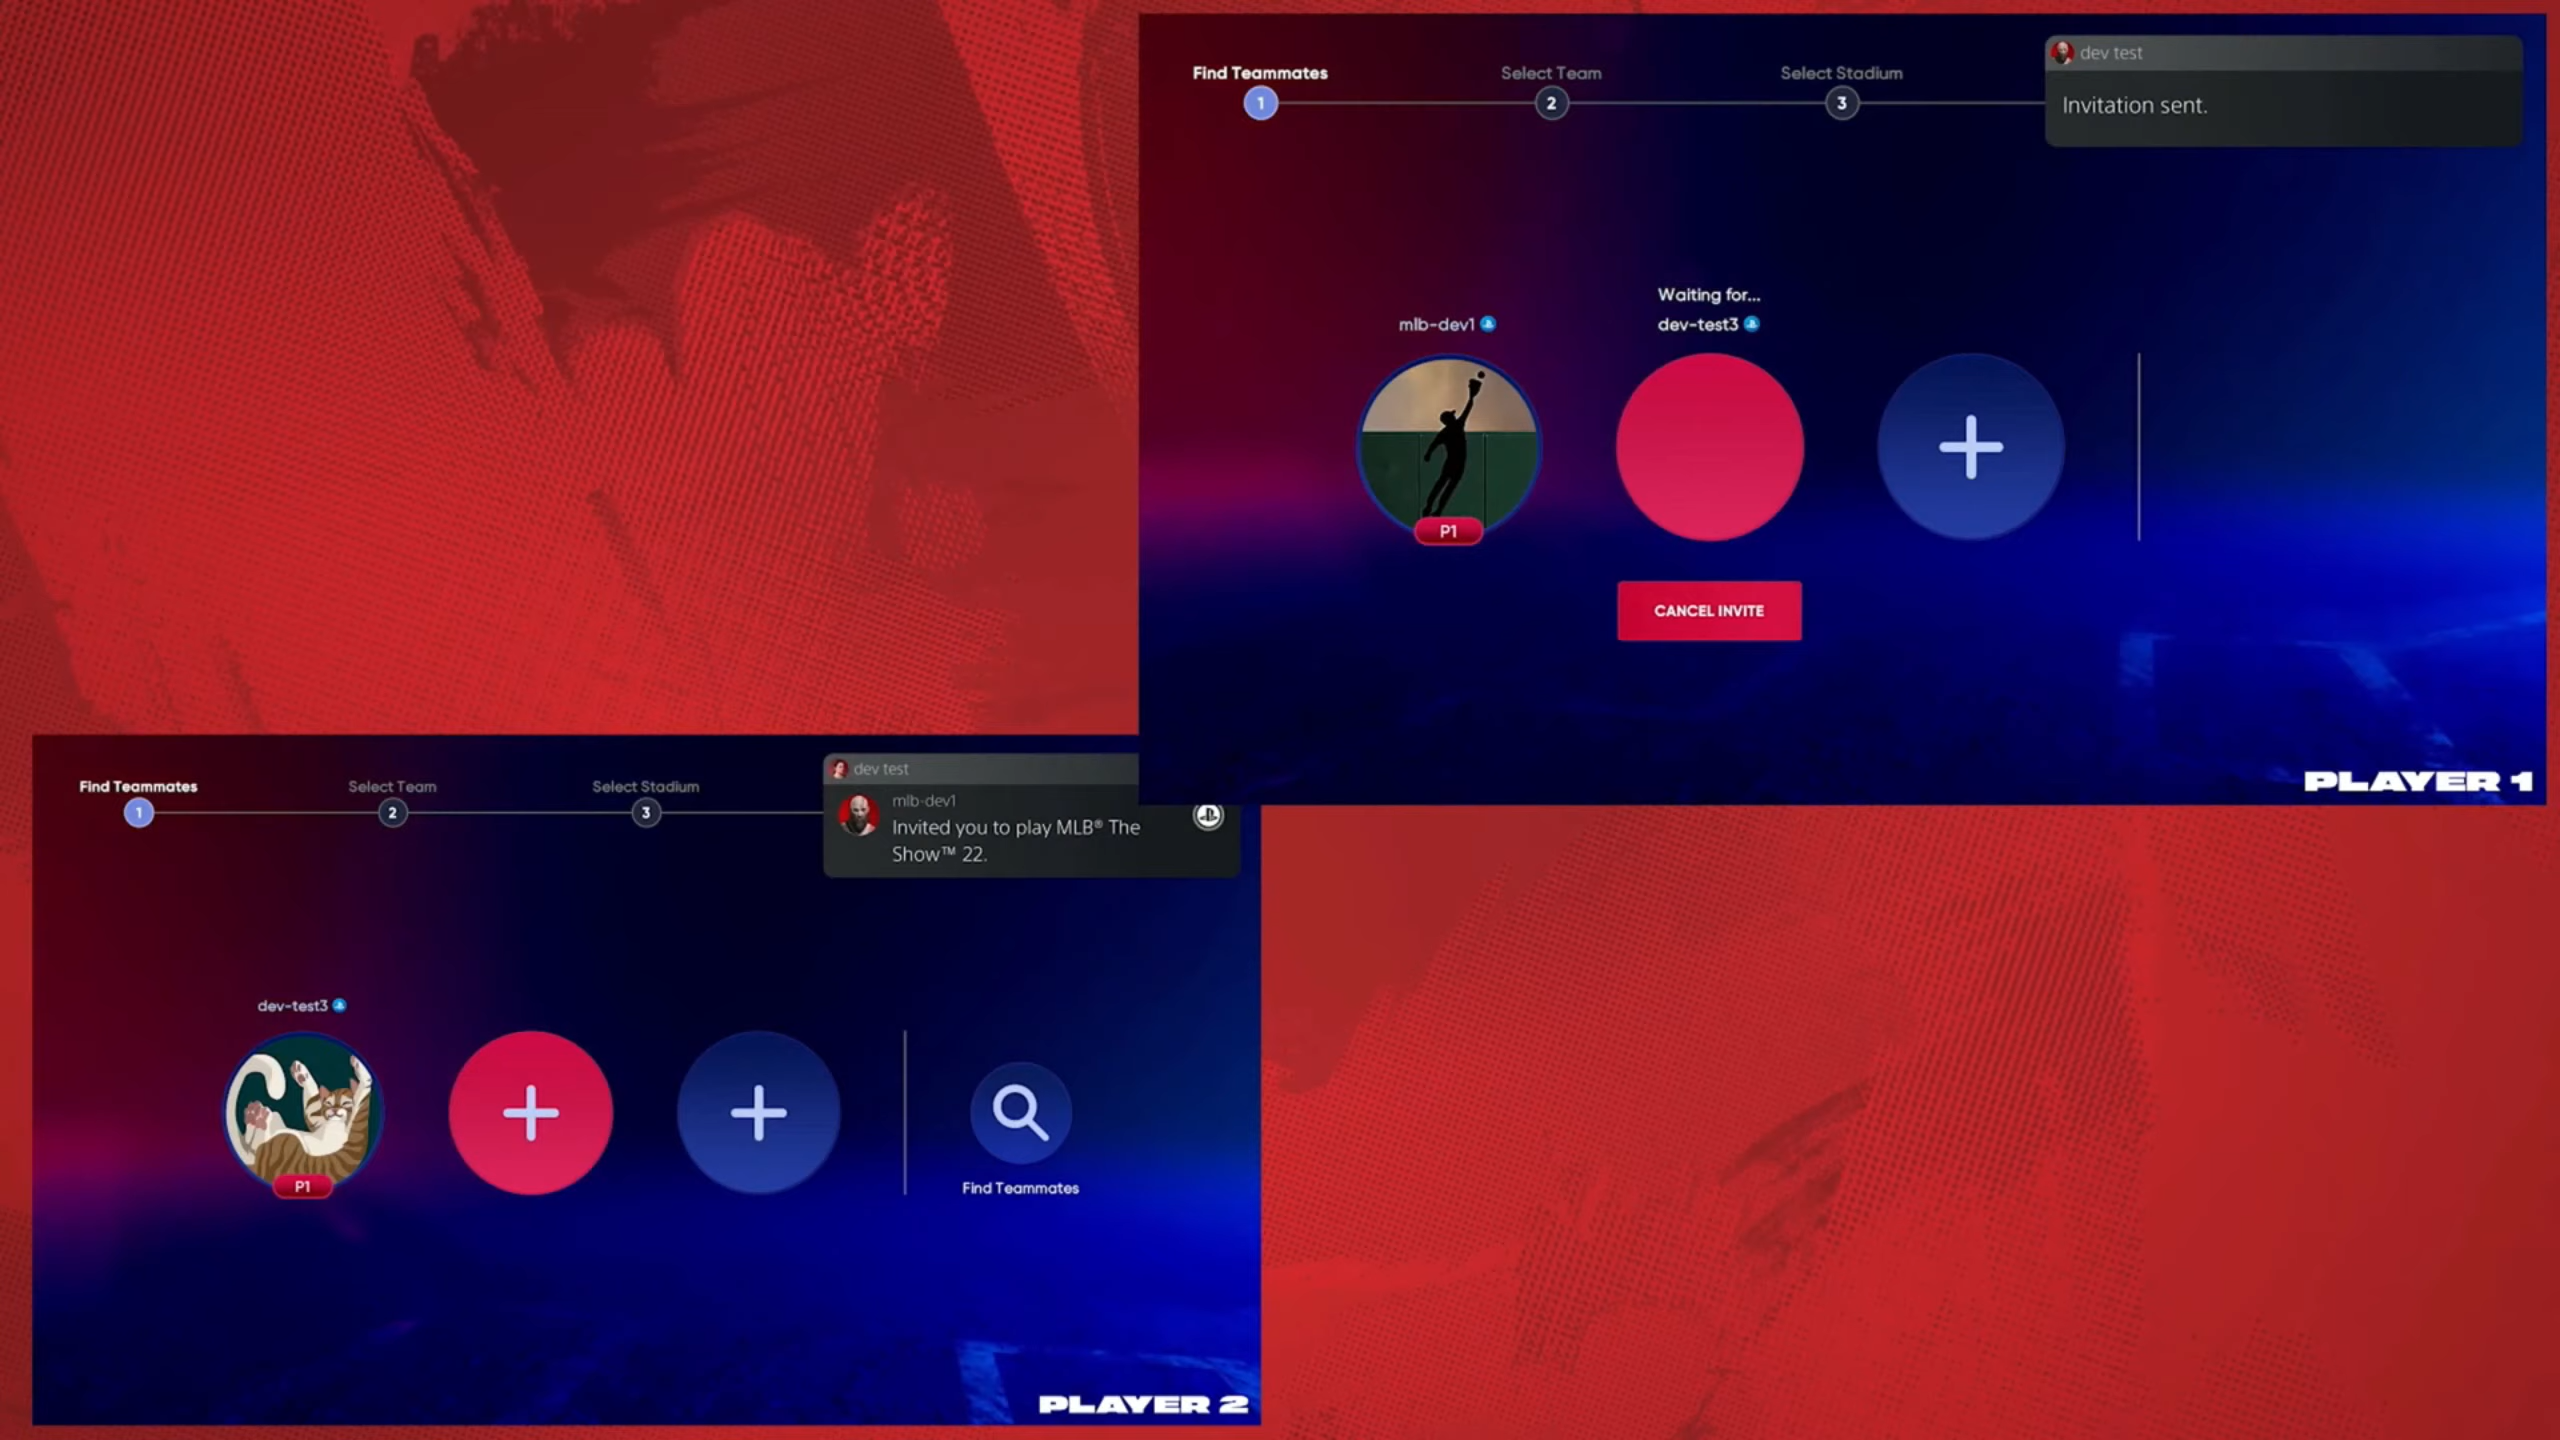 Find Teammates
Select Team
Select Stadium
1
2
3
dev test
Invitation sent.
Waiting for...
mlb-dev1
dev-test3
P1
CANCEL INVITE
PLAYER 1
Find Teammates
Select Team
Select Stadium
1
2
3
dev test
mlb-dev1
Invited you to play MLB® The
Show™ 22.
dev-test3
P1
Find Teammates
PLAYER 2